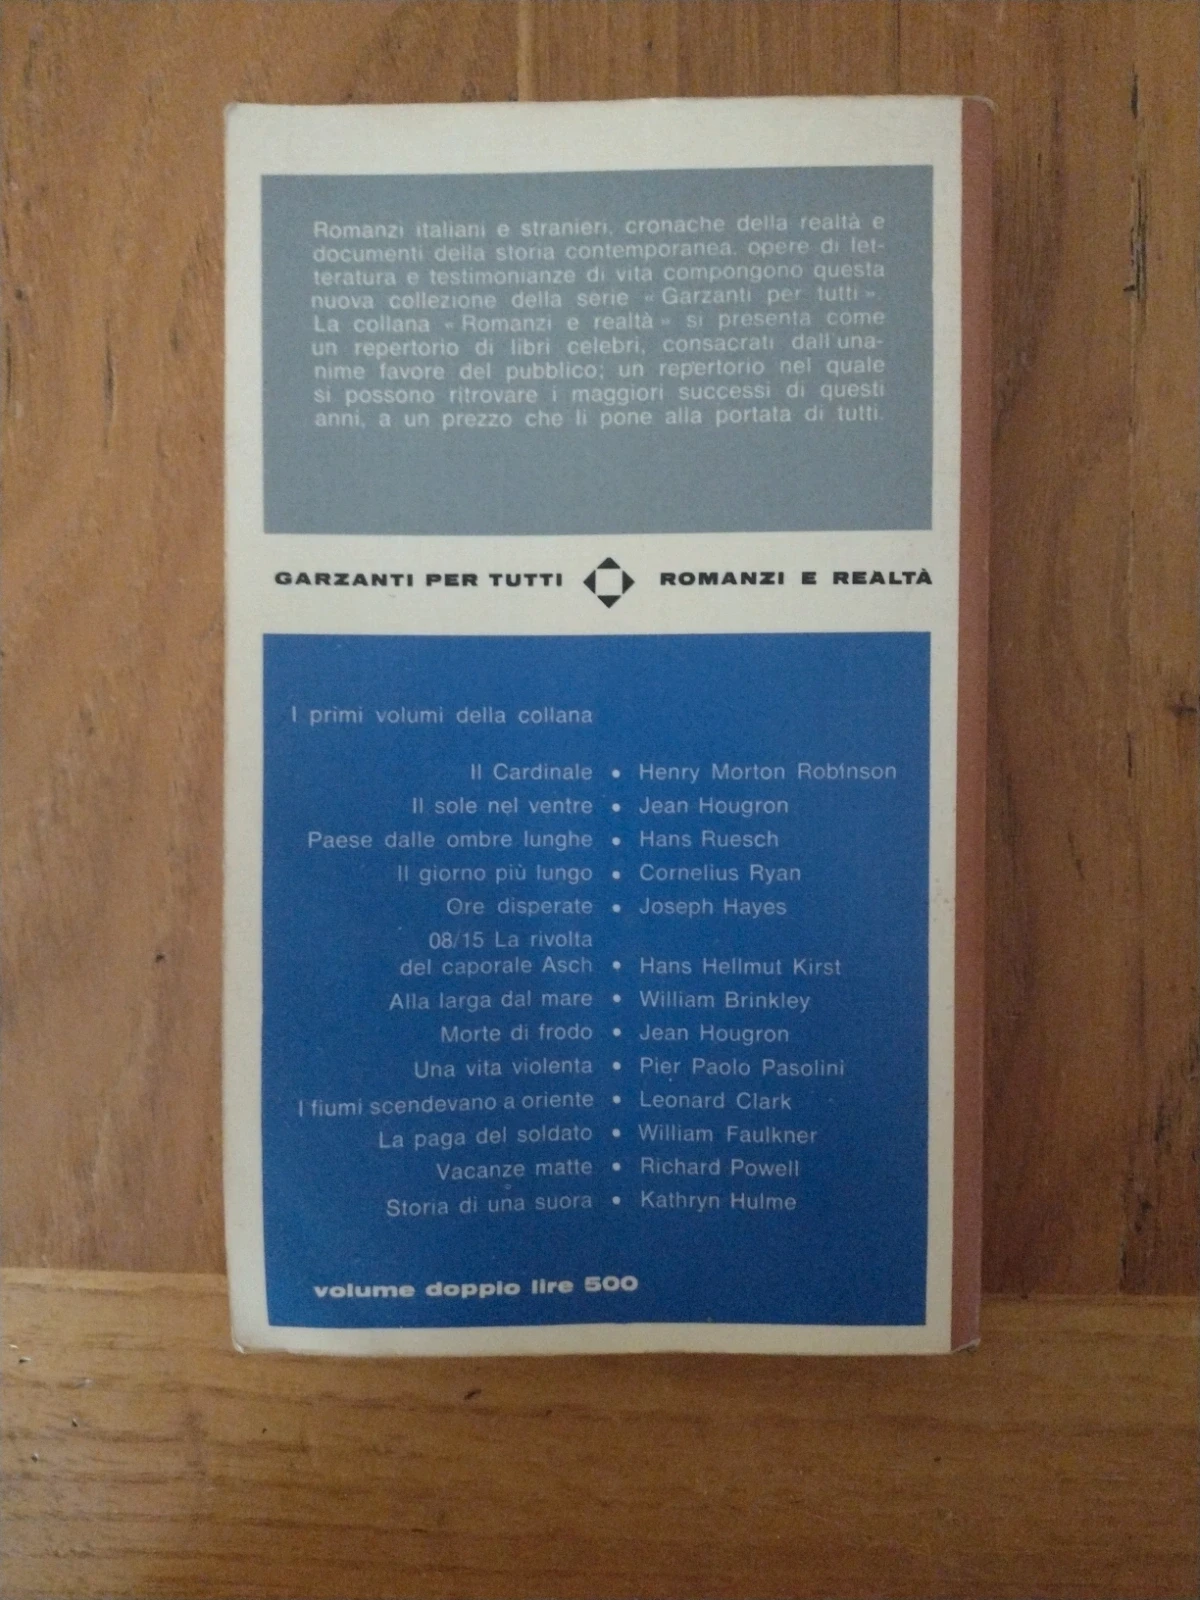 Romanzi italiani e stranieri, cronache della realtà e
documenti della storia contemporanea, opere di let-
teratura e testimonianze di vita compongono questa
nuova collezione della serie « Garzanti per tutti ».
La collana « Romanzi e realtà » si presenta come
un repertorio di libri celebri, consacrati dall'una-
nime favore del pubblico; un repertorio nel quale
si possono ritrovare i maggiori successi di questi
anni, a un prezzo che li pone alla portata di tutti.
GARZANTI PER TUTTI ROMANZI E REALTÀ
I primi volumi della collana
Il Cardinale • Henry Morton Robinson
Il sole nel ventre • Jean Hougron
Paese dalle ombre lunghe • Hans Ruesch
Il giorno più lungo • Cornelius Ryan
Ore disperate • Joseph Hayes
08/15 La rivolta
del caporale Asch • Hans Hellmut Kirst
Alla larga dal mare • William Brinkley
Morte di frodo • Jean Hougron
Una vita violenta • Pier Paolo Pasolini
I fiumi scendevano a oriente • Leonard Clark
La paga del soldato • William Faulkner
Vacanze matte • Richard Powell
Storia di una suora • Kathryn Hulme
volume doppio lire 500